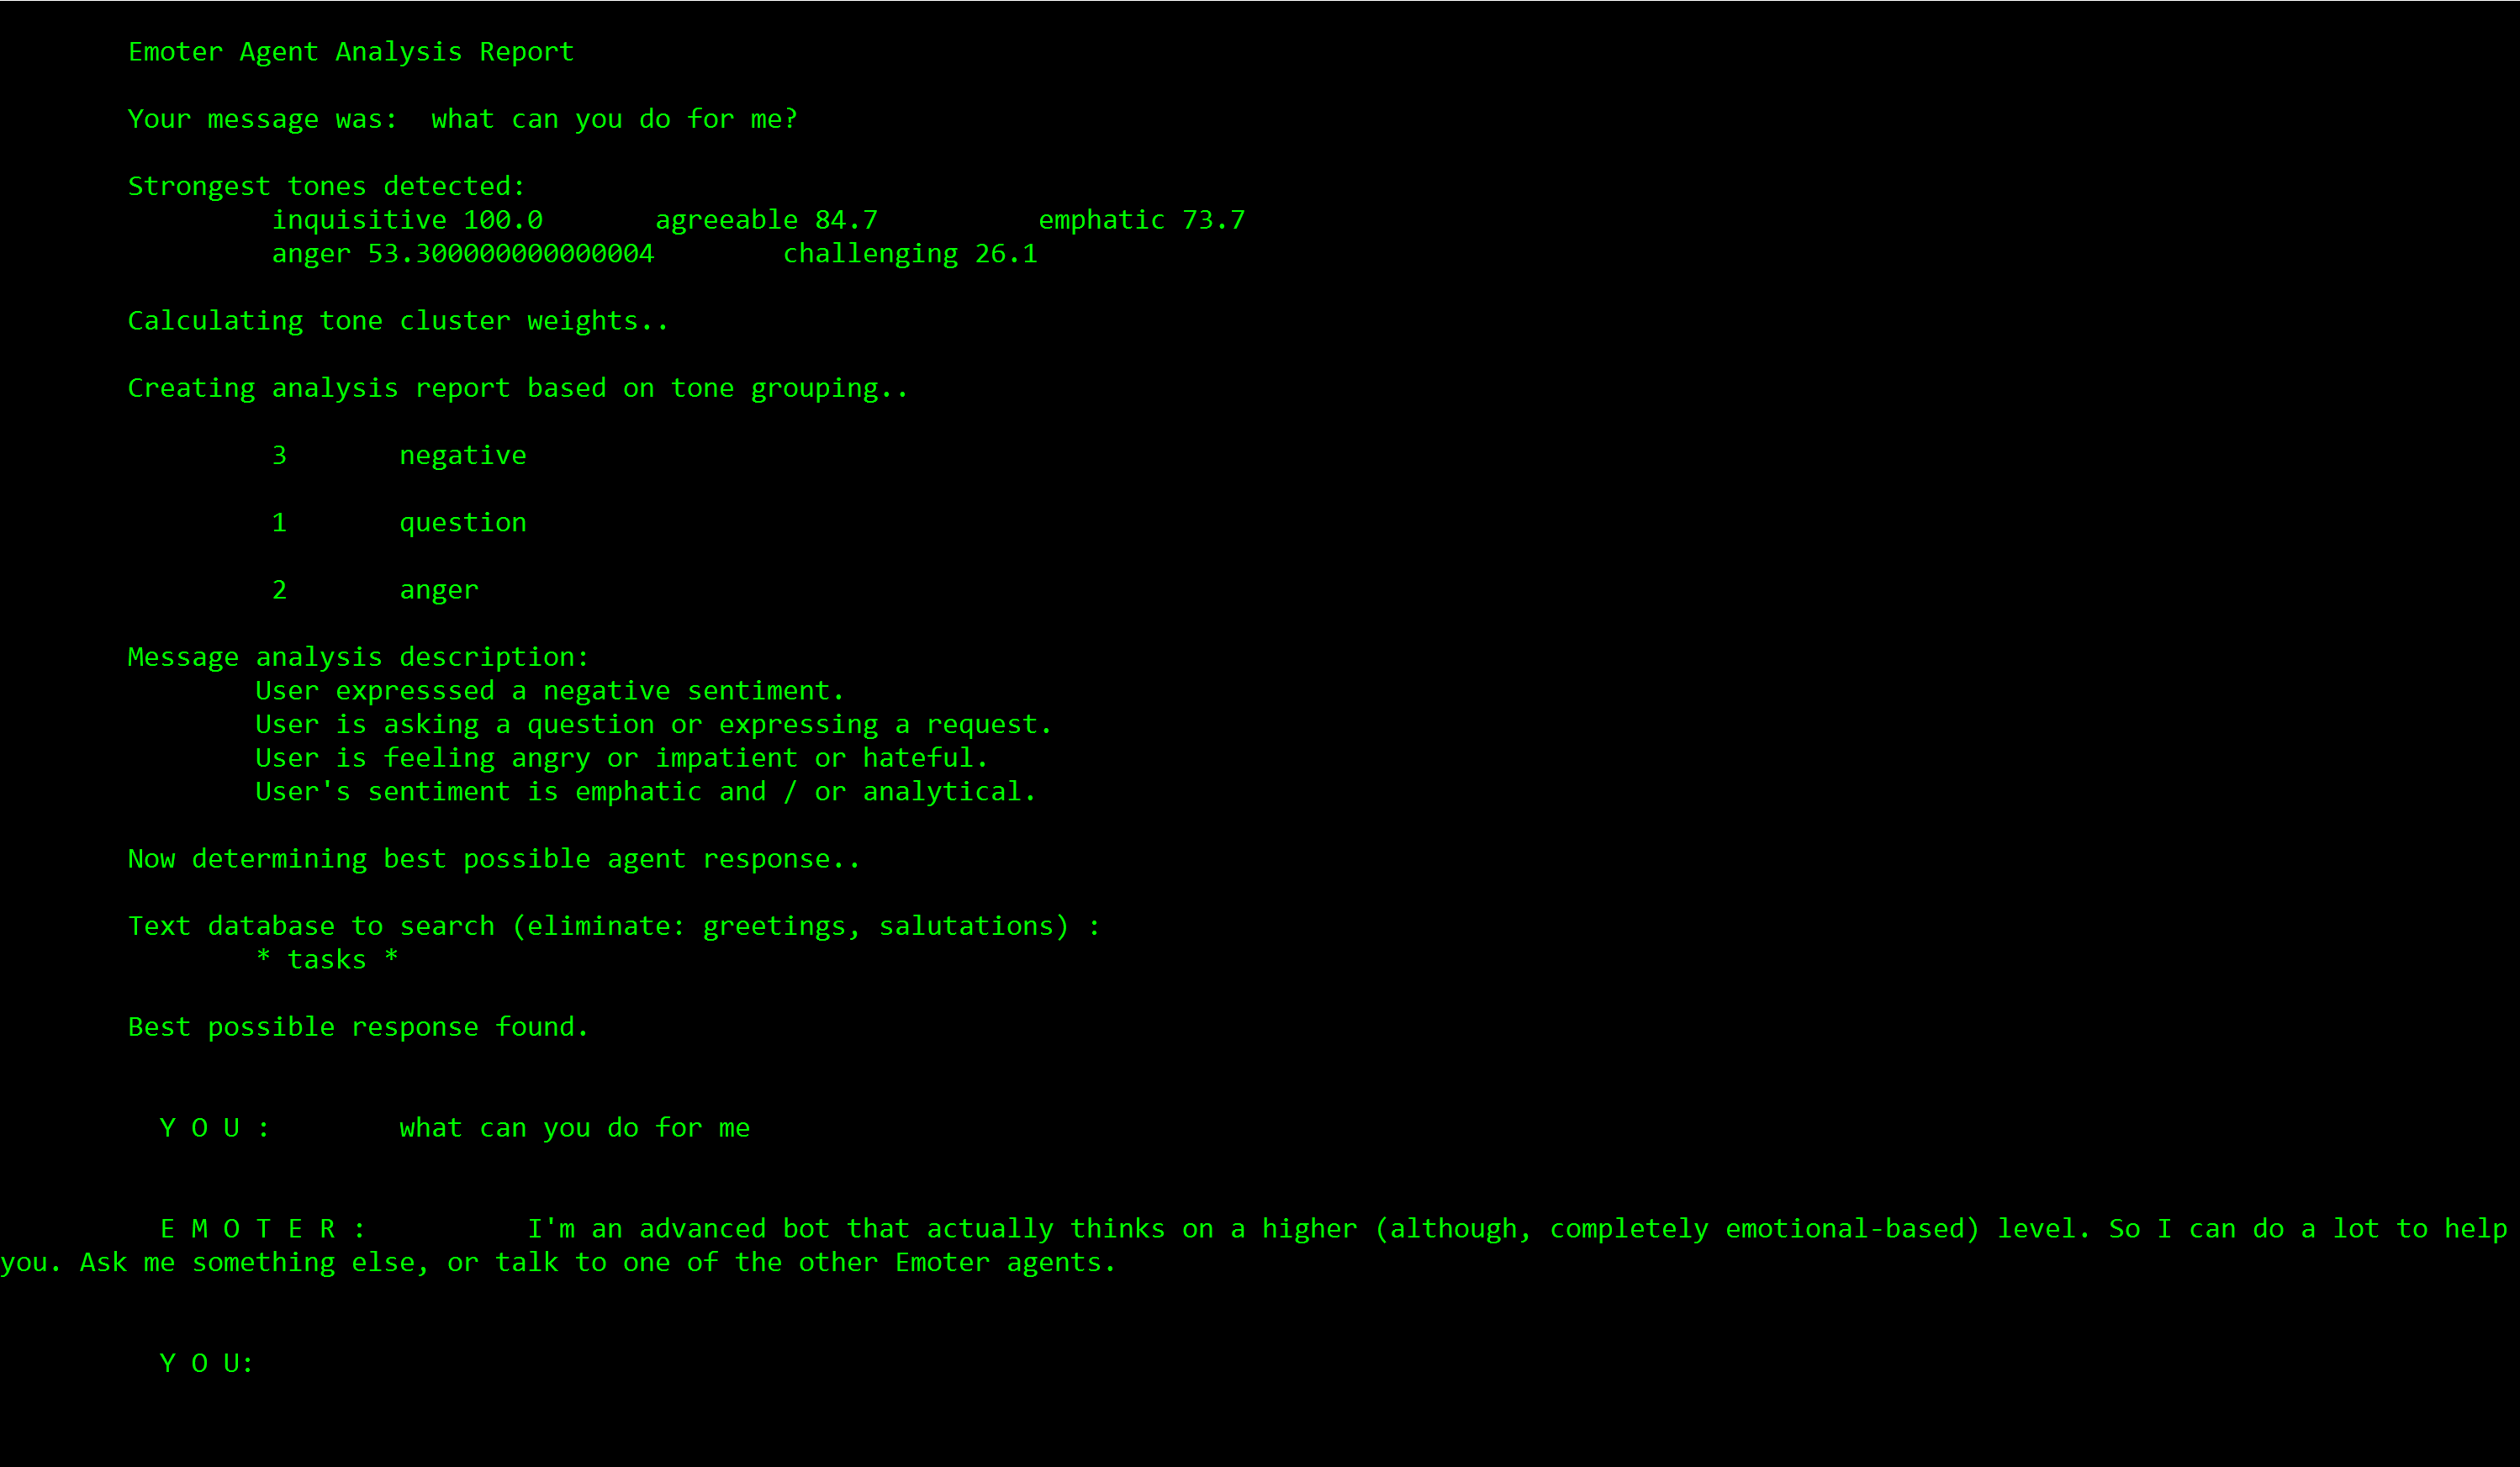 Emoter Agent Analysis Report
Your message was:  what can you do for me?
Strongest tones detected:
inquisitive 100.0       agreeable 84.7          emphatic 73.7
anger 53.300000000000004        challenging 26.1
Calculating tone cluster weights..
Creating analysis report based on tone grouping..
3       negative
1       question
2       anger
Message analysis description:
User expresssed a negative sentiment.
User is asking a question or expressing a request.
User is feeling angry or impatient or hateful.
User's sentiment is emphatic and / or analytical.
Now determining best possible agent response..
Text database to search (eliminate: greetings, salutations) :
* tasks *
Best possible response found.
Y O U :        what can you do for me
E M O T E R :          I'm an advanced bot that actually thinks on a higher (although, completely emotional-based) level. So I can do a lot to help
you. Ask me something else, or talk to one of the other Emoter agents.
Y O U: